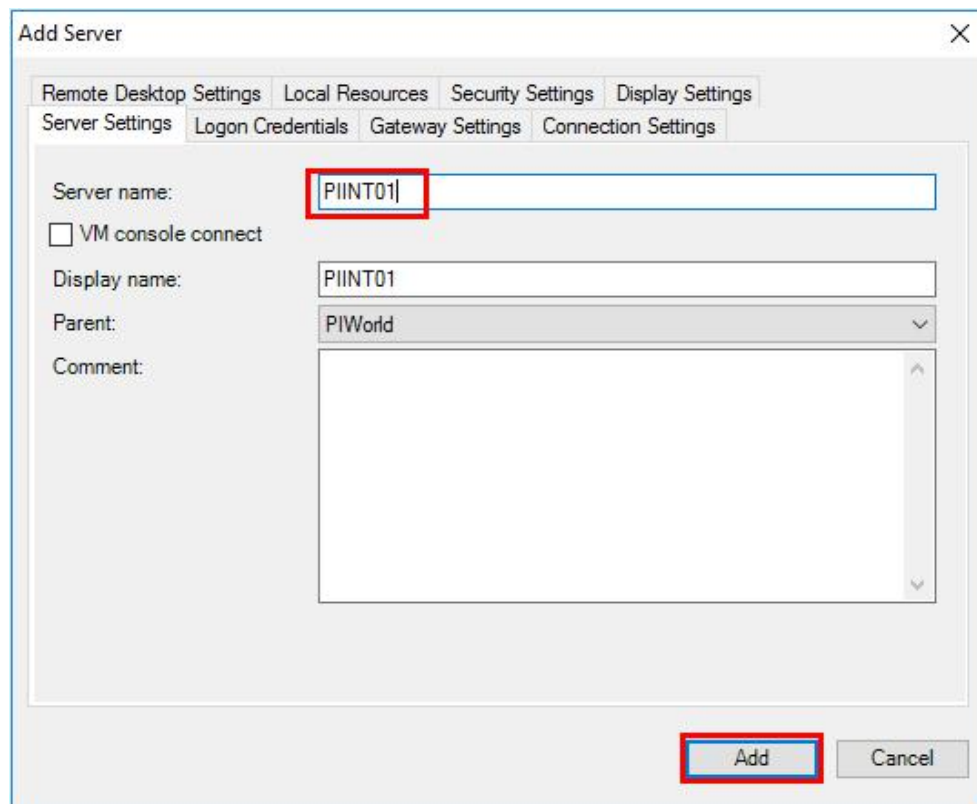 Add Server
Remote Desktop Settings Local Resources Security Settings Display Settings
Server Settings Logon Credentials Gateway Settings Connection Settings
Server name: PIINT01
VM console connect
Display name: PIINT01
Parent: PIWorld
Comment:
Add Cancel